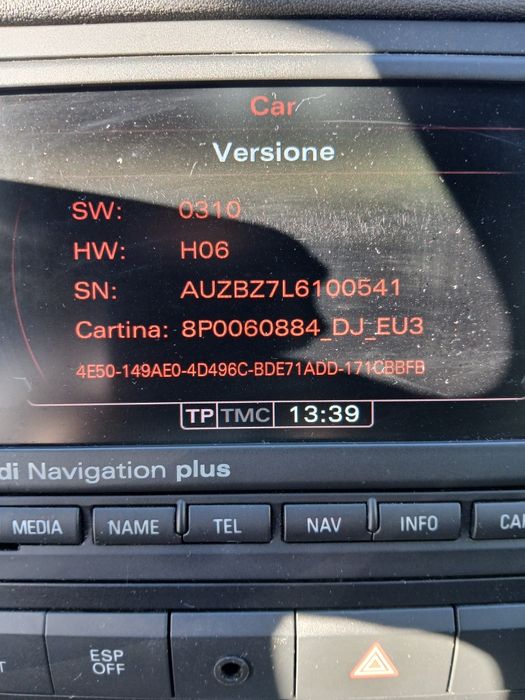 Car
Versione
SW: 0310
HW: H06
SN: AUZBZ7L6100541
Cartina: 8P0060884_DJ_EU3
4E50-149AE0-4D496C-BDE71ADD-171CBBFB
TP TMC 13:39
di Navigation plus
MEDIA NAME TEL NAV INFO CA
T ESP
OFF